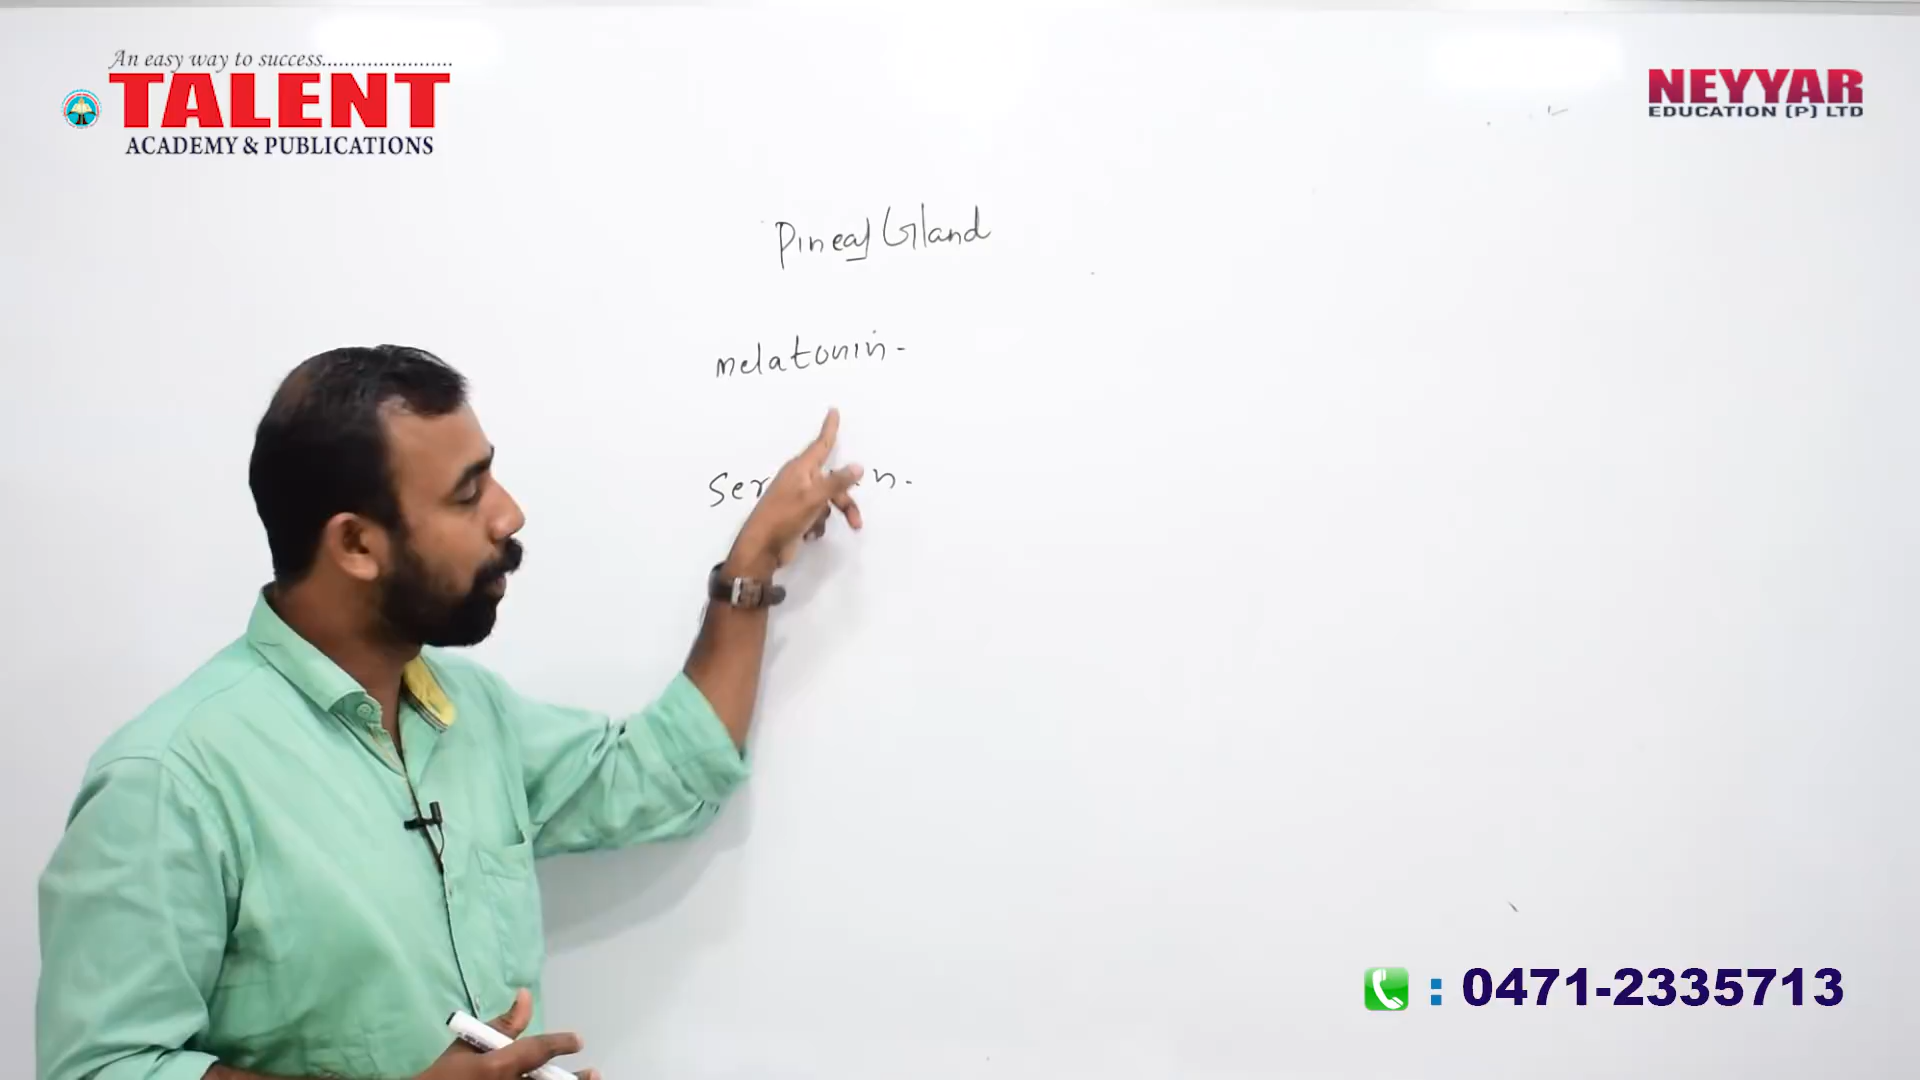 An easy way to success.......................
TALENT
ACADEMY & PUBLICATIONS
NEYYAR
EDUCATION (P) LTD
Pineal Gland
melatonin -
: 0471-2335713